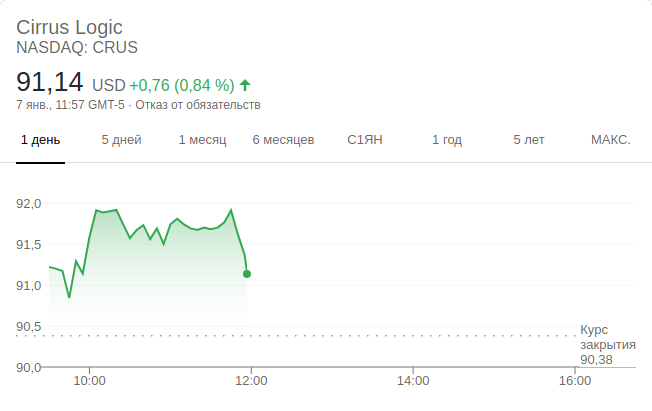 Cirrus Logic
NASDAQ: CRUS
91,14 USD +0,76 (0,84 %) ↑
7 янв., 11:57 GMT-5 · Отказ от обязательств
1 день 5 дней 1 месяц 6 месяцев С1ЯН 1 год 5 лет МАКС.
92,0
91,5
91,0
90,5
Курс
закрытия
90,38
90,0
10:00 12:00 14:00 16:00